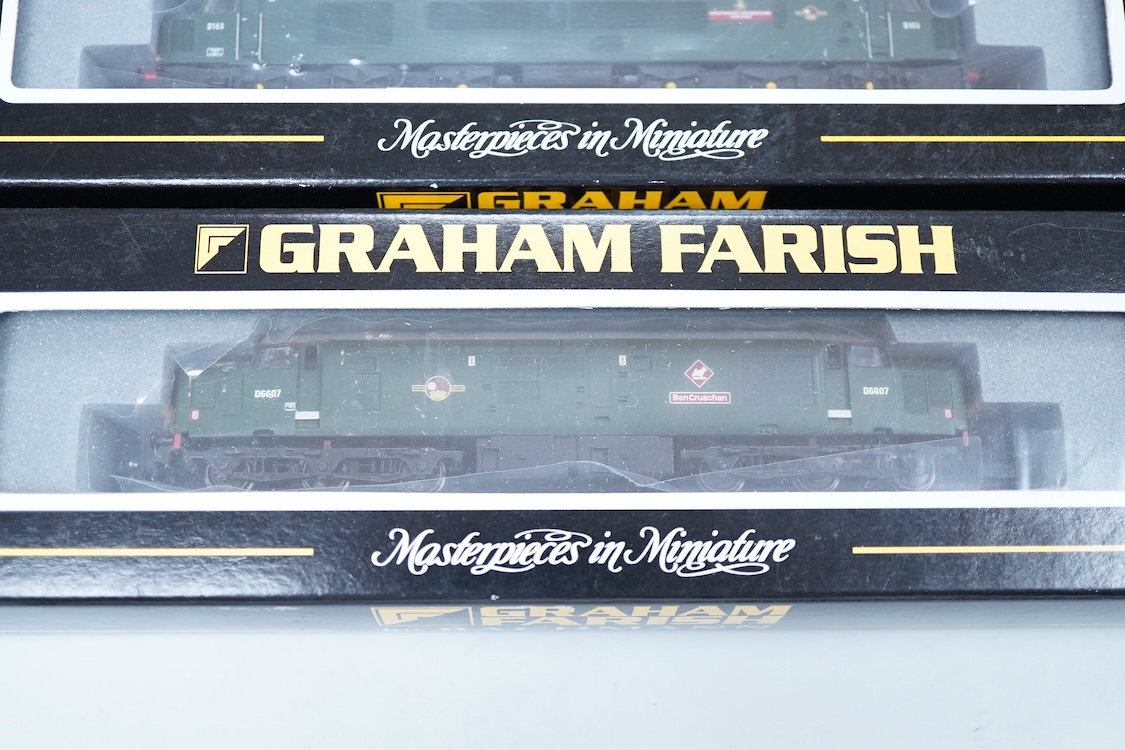 D163
D163
Masterpieces in Miniature
GRAHAM
GRAHAM FARISH
D6607
BenCruachan
D6607
Masterpieces in Miniature
GRAHAM
FARISH